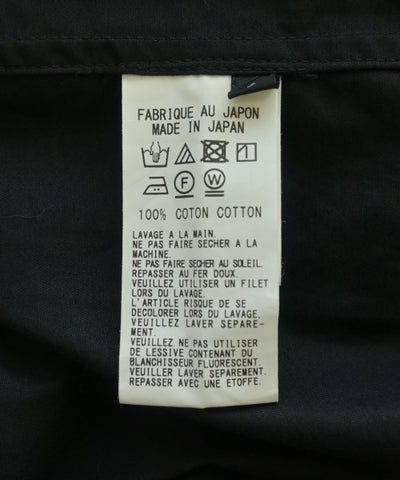 FABRIQUE AU JAPON
MADE IN JAPAN
F W
100% COTON COTTON
LAVAGE A LA MAIN.
NE PAS FAIRE SECHER A LA
MACHINE.
NE PAS FAIRE SECHER AU SOLEIL.
REPASSER AU FER DOUX.
VEUILLEZ UTILISER UN FILET
LORS DU LAVAGE.
L'ARTICLE RISQUE DE SE
DECOLORER LORS DU LAVAGE.
VEUILLEZ LAVER SEPARE-
MENT.
VEUILLEZ NE PAS UTILISER
DE LESSIVE CONTENANT DU
BLANCHISSEUR FLUORESCENT.
VEUILLEZ LAVER SEPAREMENT.
REPASSER AVEC UNE ETOFFE.